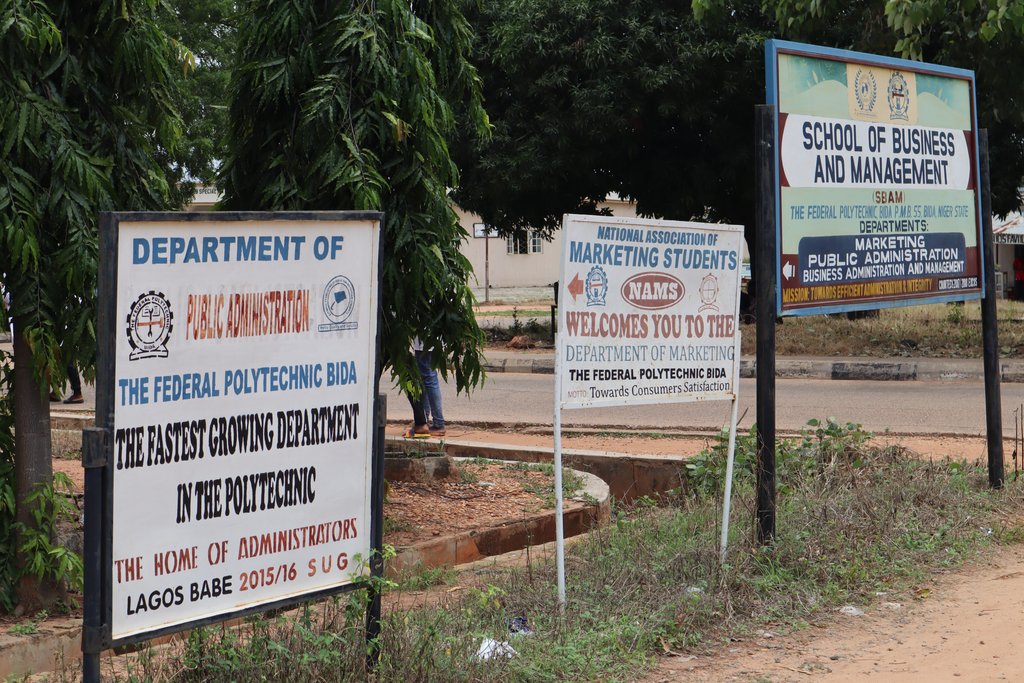 DEPARTMENT OF
PUBLIC ADMINISTRATION
THE FEDERAL POLYTECHNIC BIDA
THE FASTEST GROWING DEPARTMENT
IN THE POLYTECHNIC
THE HOME OF ADMINISTRATORS
LAGOS BABE 2015/16 S U G
NATIONAL ASSOCIATION OF
MARKETING STUDENTS
NAMS
WELCOMES YOU TO THE
DEPARTMENT OF MARKETING
THE FEDERAL POLYTECHNIC BIDA
MOTTO: Towards Consumers Satisfaction
SCHOOL OF BUSINESS
AND MANAGEMENT
(SBAM)
THE FEDERAL POLYTECHNIC BIDA P.M.B 55, BIDA, NIGER STATE
DEPARTMENTS:
MARKETING
PUBLIC ADMINISTRATION
BUSINESS ADMINISTRATION AND MANAGEMENT
MISSION: TOWARDS EFFICIENT ADMINISTRATION & INTEGRITY